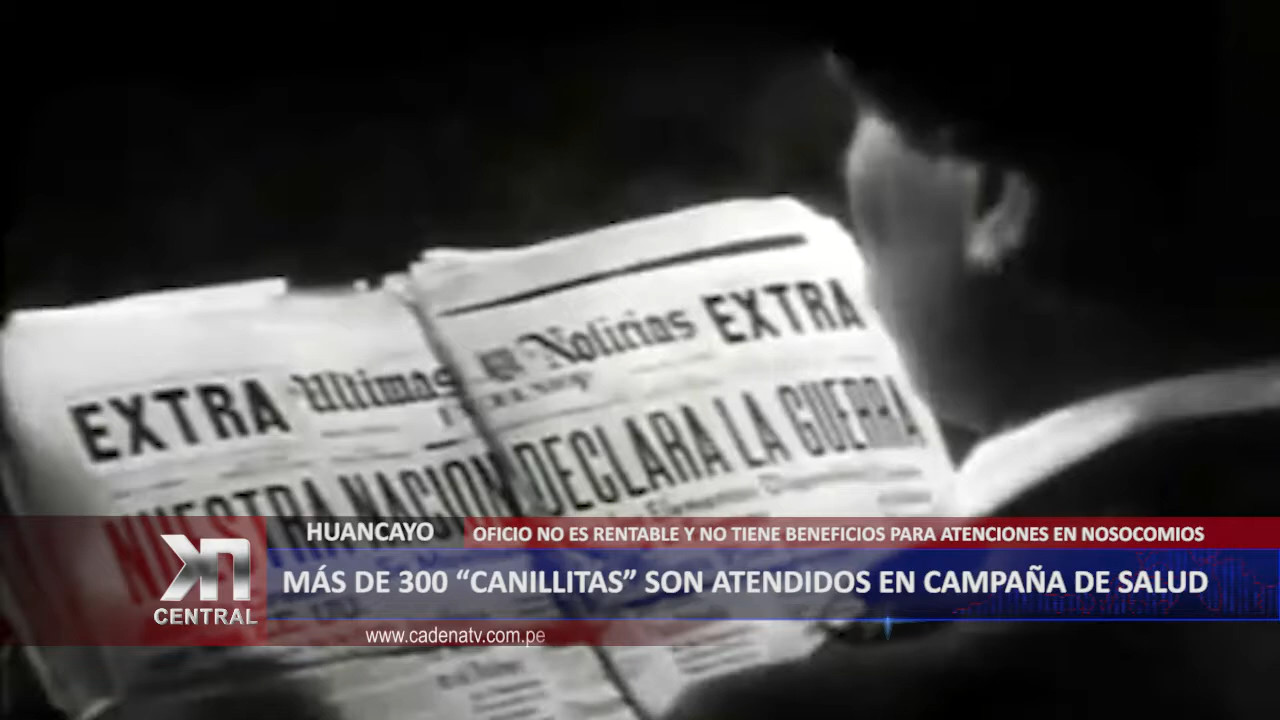 EXTRA Ultimas Noticias EXTRA
NUESTRA NACION DECLARA LA GUERRA
HUANCAYO
OFICIO NO ES RENTABLE Y NO TIENE BENEFICIOS PARA ATENCIONES EN NOSOCOMIOS
MÁS DE 300 “CANILLITAS” SON ATENDIDOS EN CAMPAÑA DE SALUD
CENTRAL
www.cadenatv.com.pe